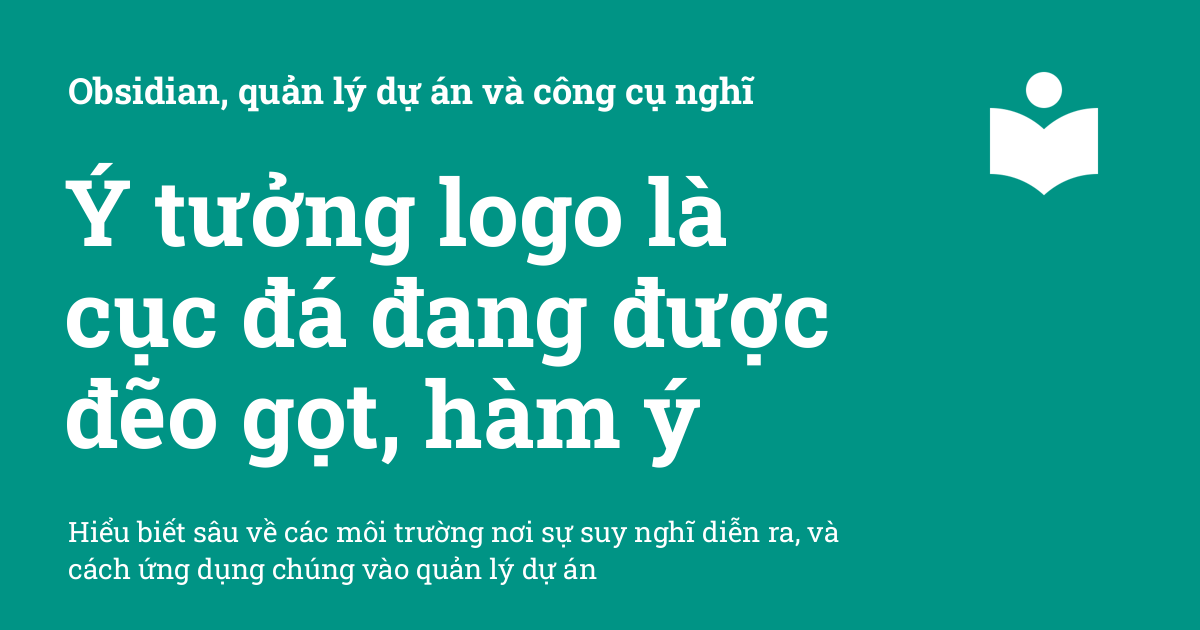 Obsidian, quản lý dự án và công cụ nghĩ
Ý tưởng logo là
cục đá đang được
đẽo gọt, hàm ý
Hiểu biết sâu về các môi trường nơi sự suy nghĩ diễn ra, và
cách ứng dụng chúng vào quản lý dự án